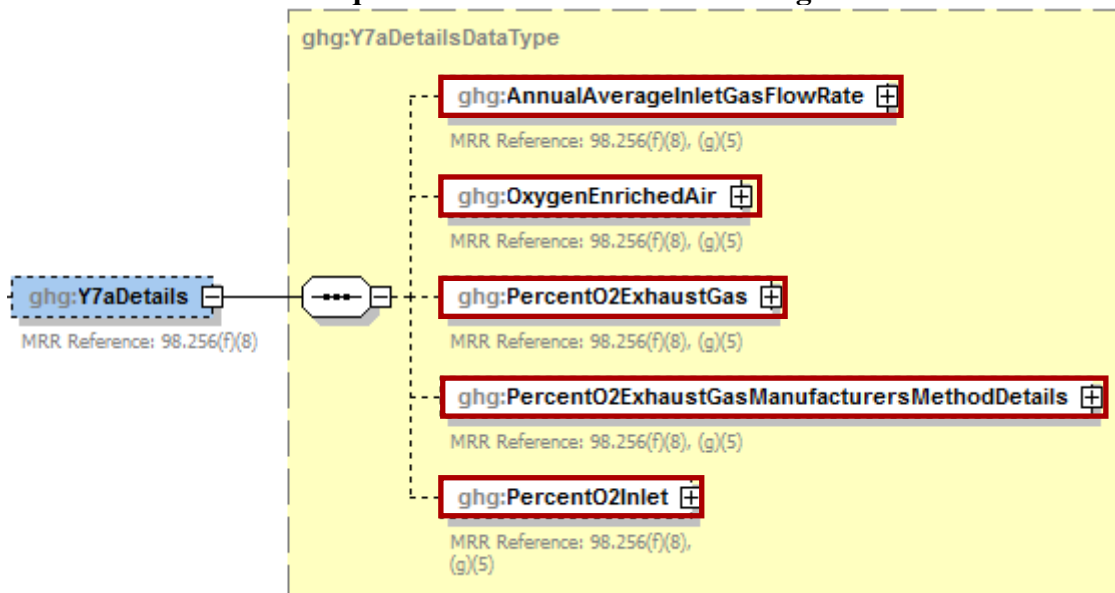 ghg:Y7aDetailsDataType
ghg:AnnualAverageInletGasFlowRate
MRR Reference: 98.256(f)(8), (g)(5)
ghg:OxygenEnrichedAir
MRR Reference: 98.256(f)(8), (g)(5)
ghg:Y7aDetails
MRR Reference: 98.256(f)(8)
ghg:PercentO2ExhaustGas
MRR Reference: 98.256(f)(8), (g)(5)
ghg:PercentO2ExhaustGasManufacturersMethodDetails
MRR Reference: 98.256(f)(8), (g)(5)
ghg:PercentO2Inlet
MRR Reference: 98.256(f)(8),
(g)(5)